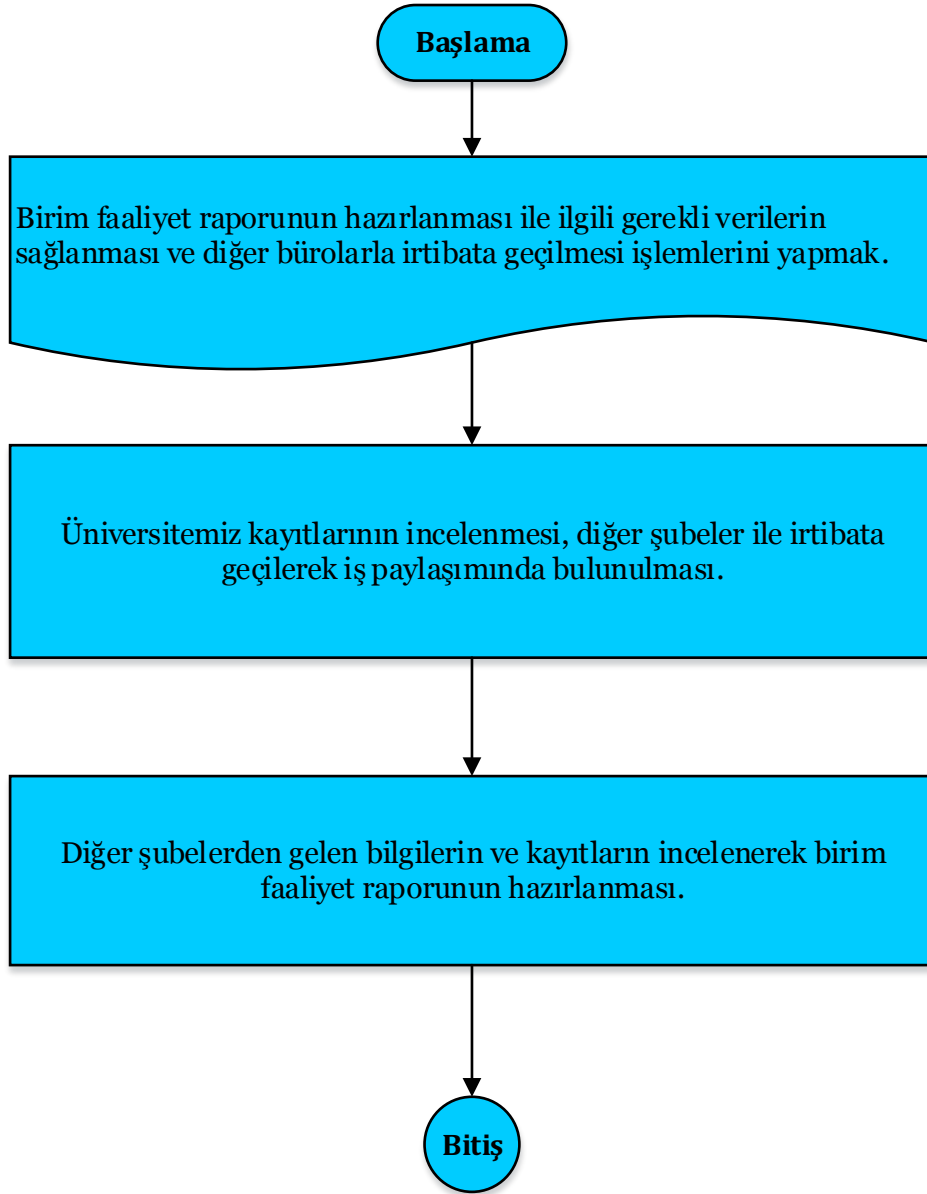 Başlama
Birim faaliyet raporunun hazırlanması ile ilgili gerekli verilerin
sağlanması ve diğer bürolarla irtibata geçilmesi işlemlerini yapmak.
Üniversitemiz kayıtlarının incelenmesi, diğer şubeler ile irtibata
geçilerek iş paylaşımında bulunulması.
Diğer şubelerden gelen bilgilerin ve kayıtların incelenerek birim
faaliyet raporunun hazırlanması.
Bitiş